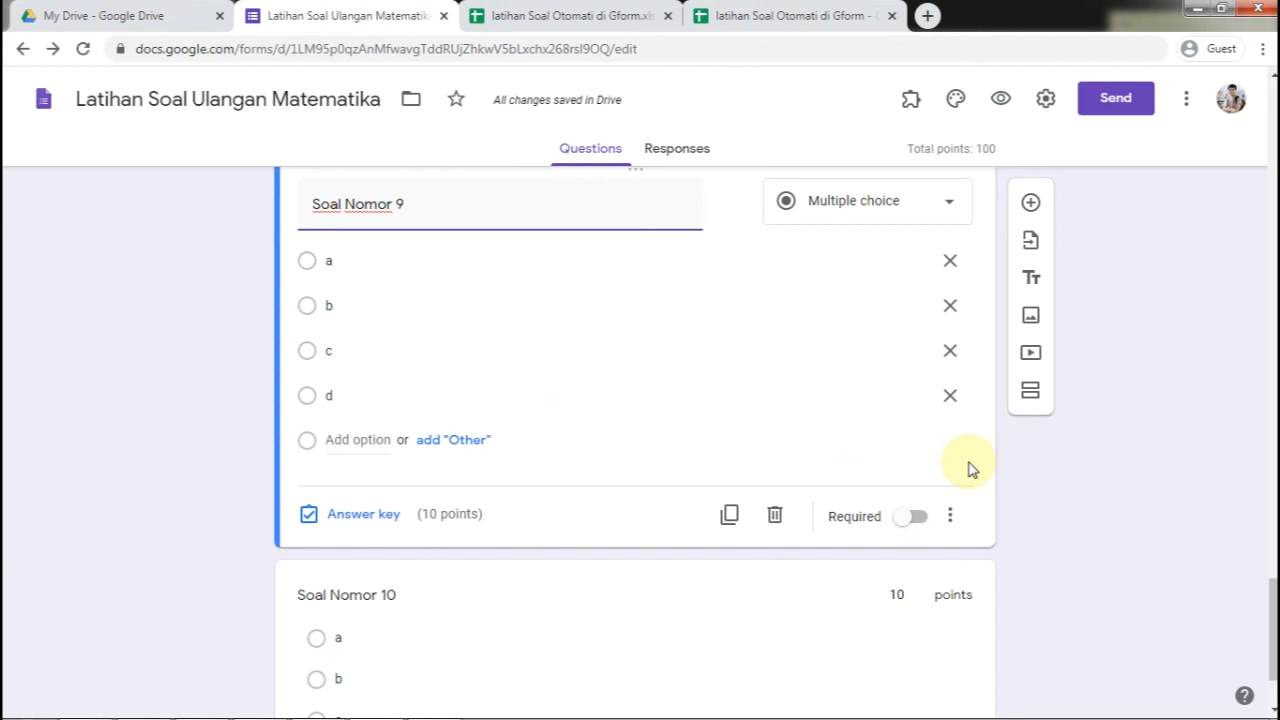 My Drive - Google Drive
Latihan Soal Ulangan Matematik
latihan Soal Otomati di Gform.xls
latihan Soal Otomati di Gform - G
docs.google.com/forms/d/1LM95p0qzAnMfwavgTddRUjZhkwV5bLxchx268rsl9OQ/edit
Guest
Latihan Soal Ulangan Matematika
All changes saved in Drive
Send
Questions
Responses
Total points: 100
Soal Nomor 9
Multiple choice
a
b
c
d
Add option or add "Other"
Tт
Answer key (10 points)
Required
Soal Nomor 10
10 points
a
b